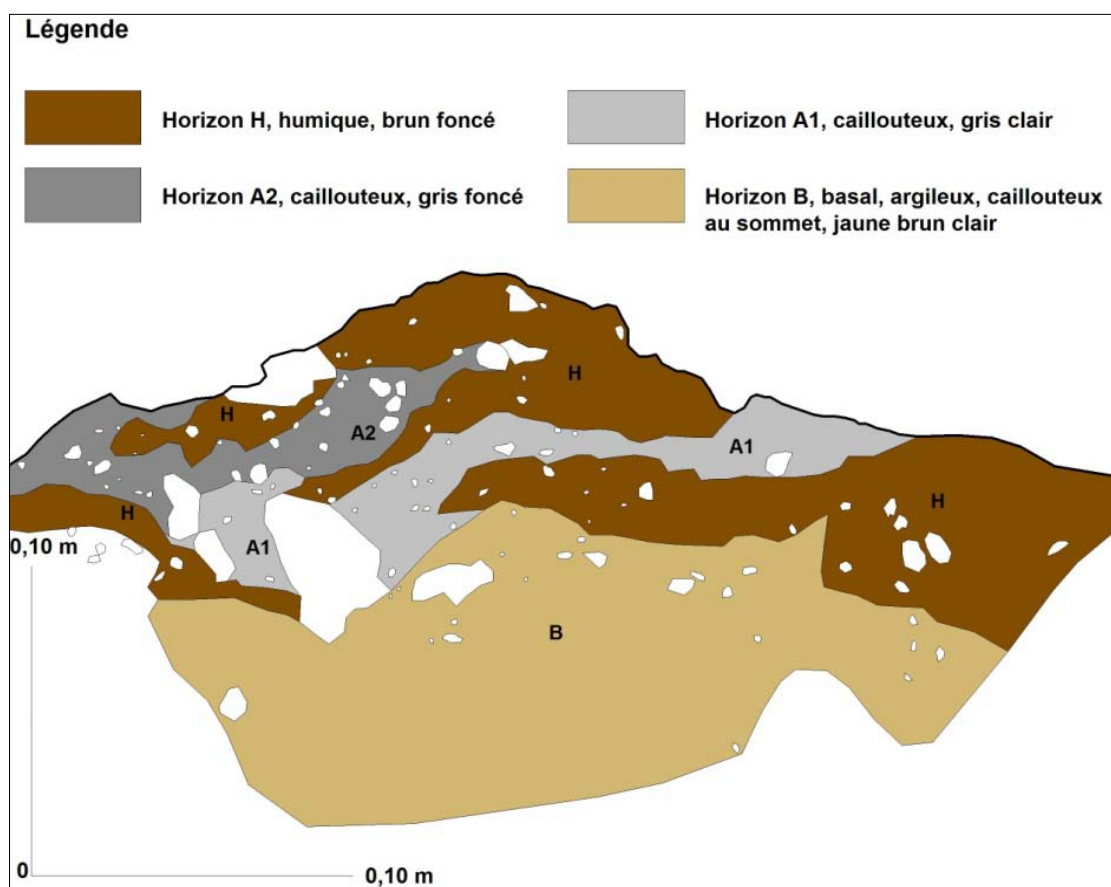 Légende
Horizon H, humique, brun foncé
Horizon A1, caillouteux, gris clair
Horizon A2, caillouteux, gris foncé
Horizon B, basal, argileux, caillouteux
au sommet, jaune brun clair
H
H
A2
A1
H
H
A1
B
0,10 m
0
0,10 m